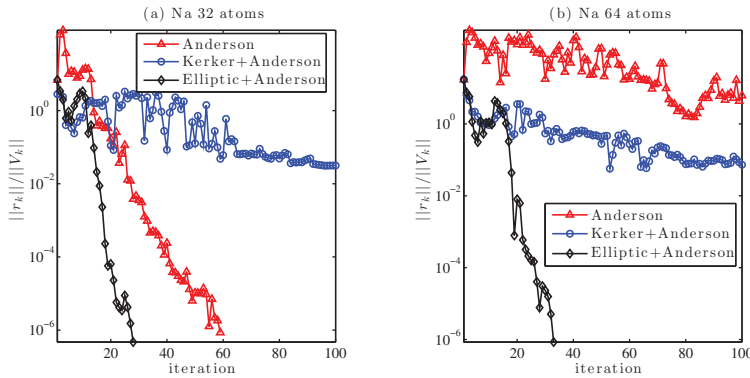 (a) Na 32 atoms
Anderson
Kerker+Anderson
Elliptic+Anderson
||r_k||/||V_k||
10^0
10^-2
10^-4
10^-6
20 40 60 80 100
iteration
(b) Na 64 atoms
Anderson
Kerker+Anderson
Elliptic+Anderson
||r_k||/||V_k||
10^0
10^-2
10^-4
10^-6
20 40 60 80 100
iteration